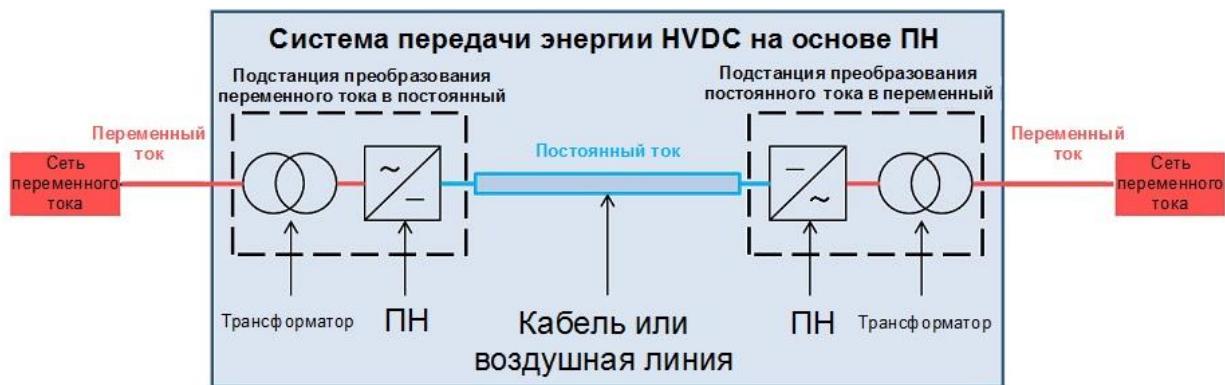 Система передачи энергии HVDC на основе ПН
Подстанция преобразования
переменного тока в постоянный
Подстанция преобразования
постоянного тока в переменный
Переменный
ток
Постоянный ток
Переменный
ток
Сеть
переменного
тока
Сеть
переменного
тока
Трансформатор
ПН
Кабель или
воздушная линия
ПН
Трансформатор